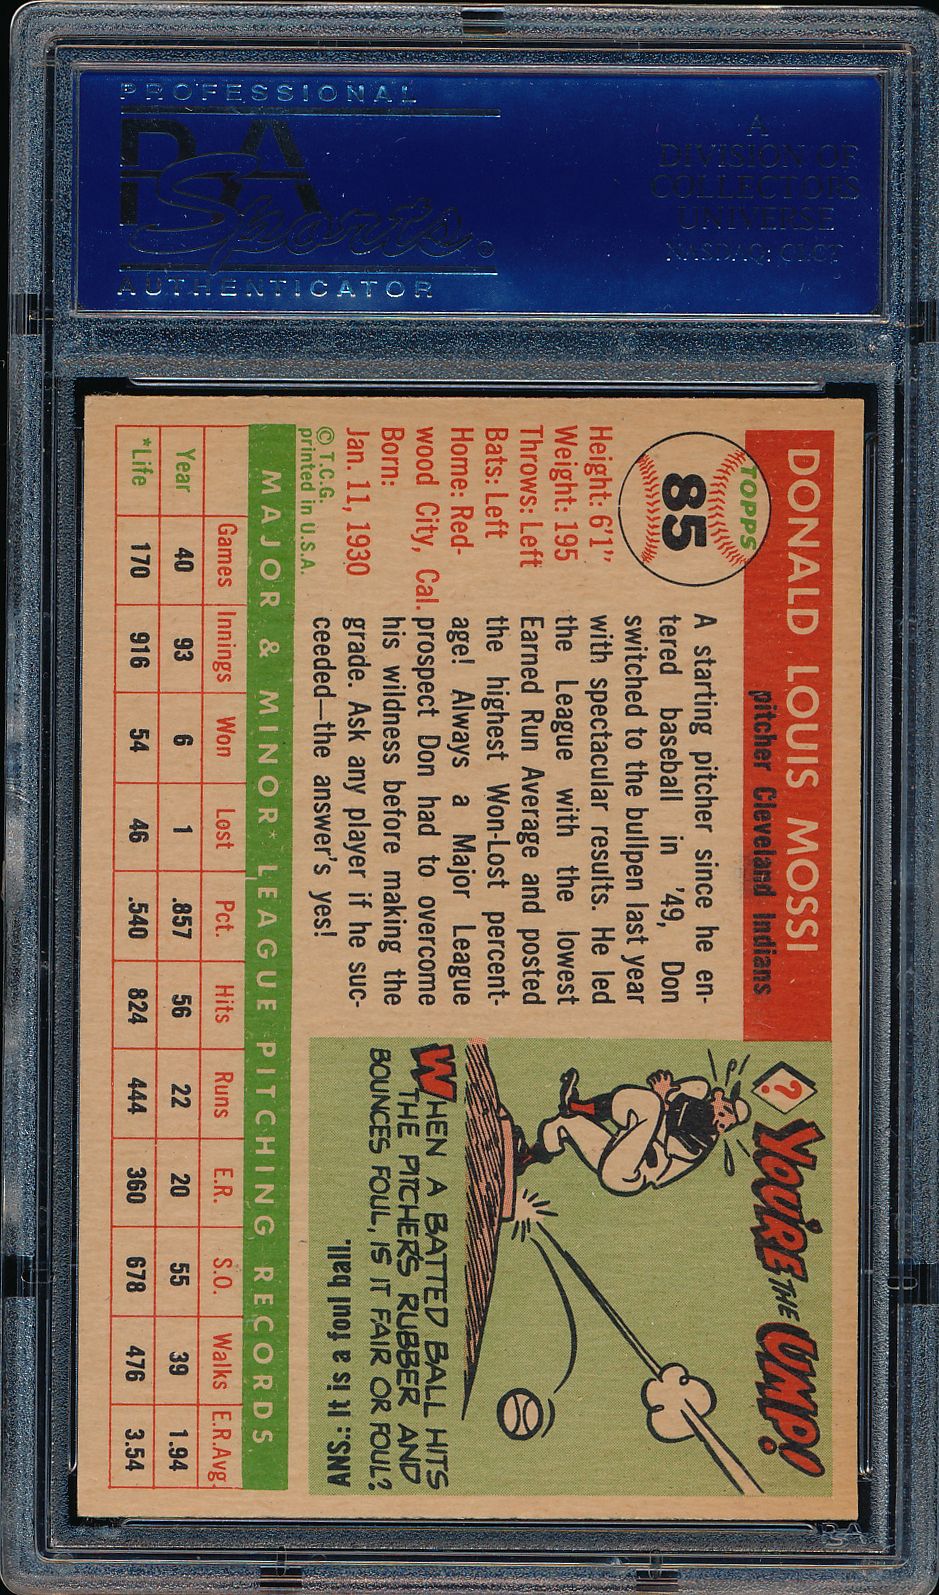 PROFESSIONAL
PSA
Sports.
AUTHENTICATOR
A
DIVISION OF
COLLECTORS
UNIVERSE
NASDAQ: CLCT
DONALD LOUIS MOSSI
pitcher Cleveland Indians
TOPPS
85
Height: 6'1"
Weight: 195
Throws: Left
Bats: Left
Home: Red-
wood City, Cal.
Born:
Jan. 11, 1930
© T.C.G.
printed in U.S.A.
A starting pitcher since he en-
tered baseball in '49, Don
switched to the bullpen last year
with spectacular results. He led
the League with the lowest
Earned Run Average and posted
the highest Won-Lost percent-
age! Always a Major League
prospect Don had to overcome
his wildness before making the
grade. Ask any player if he suc-
ceeded—the answer's yes!
?
YOU'RE THE UMP!
WHEN A BATTED BALL HITS
THE PITCHER'S RUBBER AND
BOUNCES FOUL, IS IT FAIR OR FOUL?
ANS: It is a foul ball.
MAJOR & MINOR* LEAGUE PITCHING RECORDS
Games Innings Won Lost Pct. Hits Runs E.R. S.O. Walks E.R.Avg.
Year 40 93 6 1 .857 56 22 20 55 39 1.94
*Life 170 916 54 46 .540 824 444 360 678 476 3.54
PSA